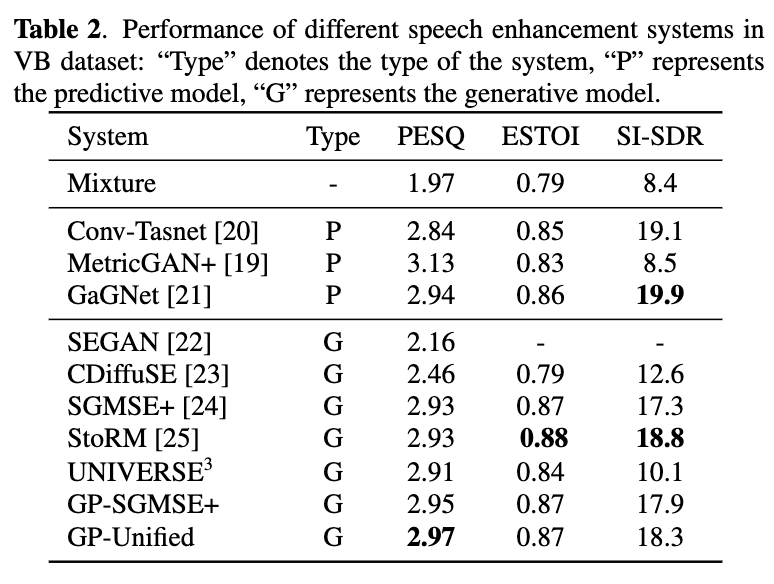 Table 2. Performance of different speech enhancement systems in
VB dataset: “Type” denotes the type of the system, “P” represents
the predictive model, “G” represents the generative model.
System Type PESQ ESTOI SI-SDR
Mixture - 1.97 0.79 8.4
Conv-Tasnet [20] P 2.84 0.85 19.1
MetricGAN+ [19] P 3.13 0.83 8.5
GaGNet [21] P 2.94 0.86 19.9
SEGAN [22] G 2.16 - -
CDiffuSE [23] G 2.46 0.79 12.6
SGMSE+ [24] G 2.93 0.87 17.3
StoRM [25] G 2.93 0.88 18.8
UNIVERSE³ G 2.91 0.84 10.1
GP-SGMSE+ G 2.95 0.87 17.9
GP-Unified G 2.97 0.87 18.3